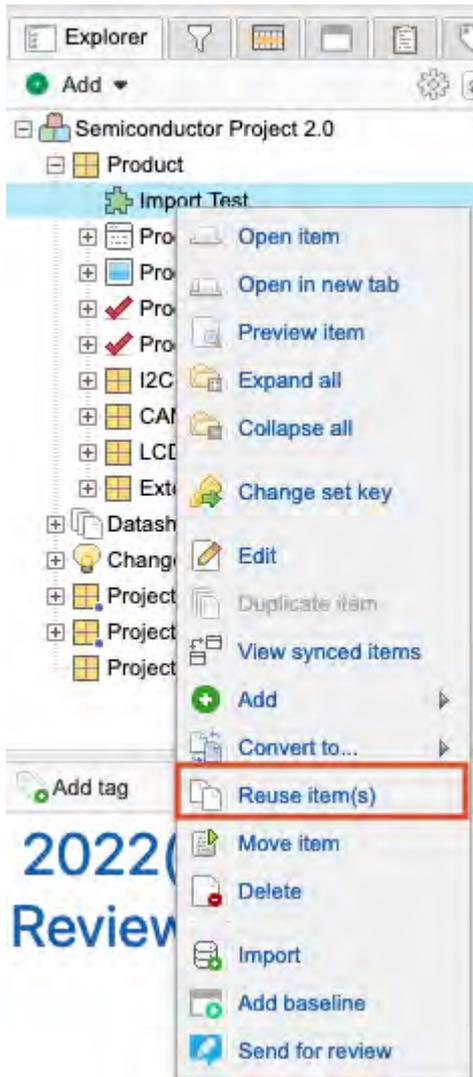 Explorer
Add
Semiconductor Project 2.0
Product
Import Test
Pro
Open item
Pro
Open in new tab
Pro
Preview item
Pro
I2C
Expand all
CAN
Collapse all
LCD
Exte
Change set key
Datash
Chang
Edit
Project
Duplicate item
Project
View synced items
Project
Add
Convert to...
Add tag
Reuse item(s)
2022(
Move item
Delete
Review
Import
Add baseline
Send for review